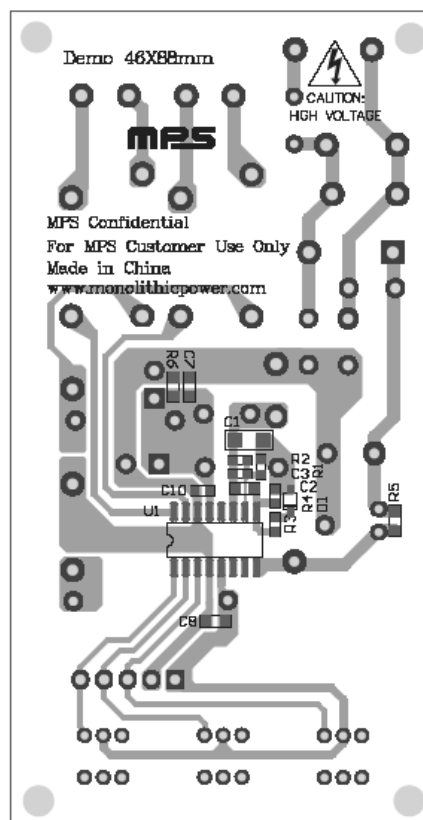 Demo 46X88mm
CAUTION:
HIGH VOLTAGE
MPS
MPS Confidential
For MPS Customer Use Only
Made in China
www.monolithicpower.com
R6
C7
C1
R2
C3
R1
C10
C2
R4
D1
R5
U1
R3
C8